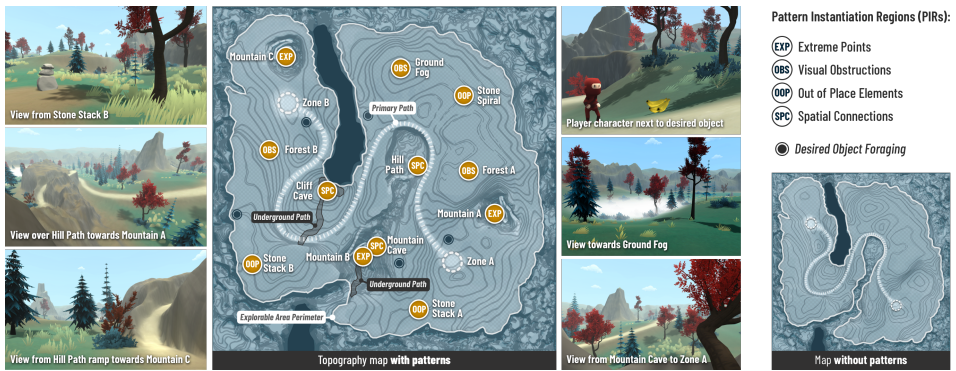 View from Stone Stack B
View over Hill Path towards Mountain A
View from Hill Path ramp towards Mountain C
Mountain C
EXP
OBS
Ground
Fog
OOP
Stone
Spiral
Zone B
Primary Path
OBS
Forest B
Hill
Path
SPC
OBS
Forest A
Cliff
Cave
SPC
Underground Path
Mountain A
EXP
SPC
Mountain
Cave
Mountain B
EXP
OOP
Stone
Stack B
Zone A
Underground Path
OOP
Stone
Stack A
Explorable Area Perimeter
Topography map with patterns
Player character next to desired object
View towards Ground Fog
View from Mountain Cave to Zone A
Pattern Instantiation Regions (PIRs):
EXP Extreme Points
OBS Visual Obstructions
OOP Out of Place Elements
SPC Spatial Connections
Desired Object Foraging
Map without patterns